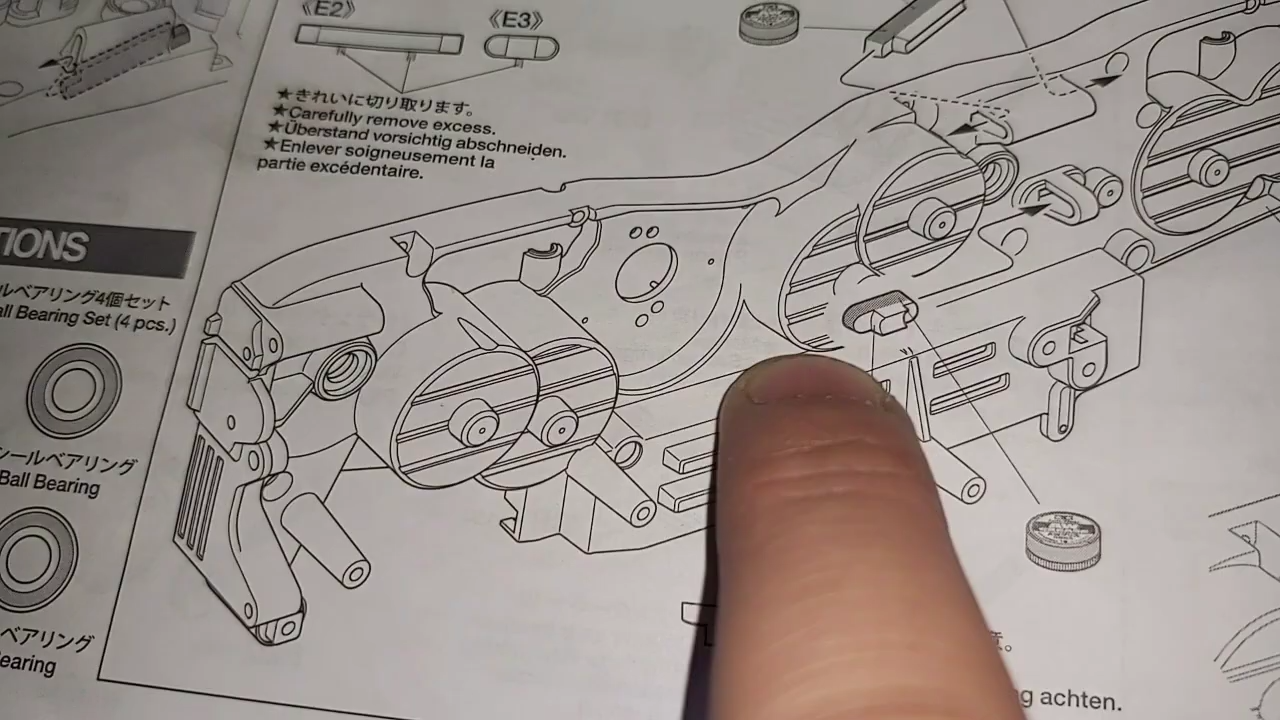 《E2》
《E3》
★きれいに切り取ります。
★Carefully remove excess.
★Überstand vorsichtig abschneiden.
★Enlever soigneusement la
partie excédentaire.
TIONS
ルベアリング4個セット
all Bearing Set (4 pcs.)
シールベアリング
Ball Bearing
ベアリング
earing
意。
ng achten.